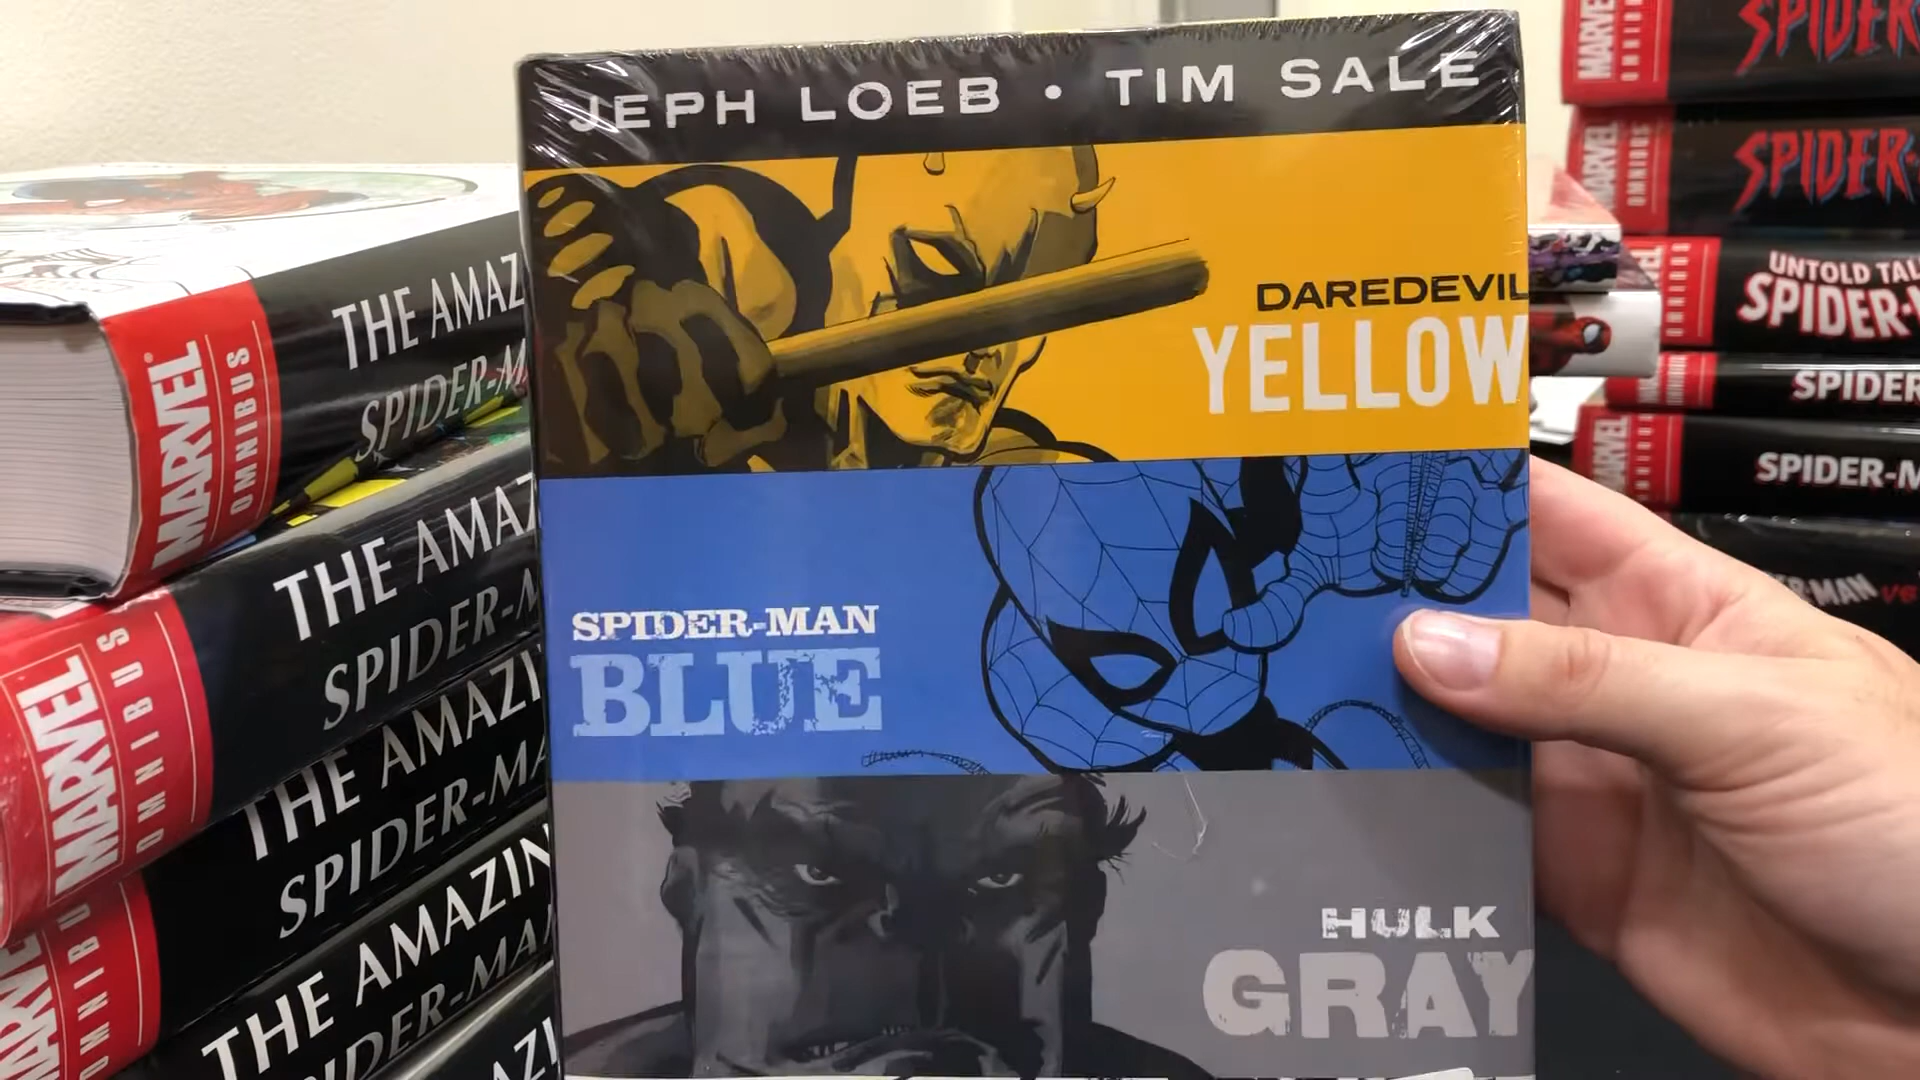 JEPH LOEB • TIM SALE
DAREDEVIL
YELLOW
SPIDER-MAN
BLUE
HULK
GRAY
MARVEL
OMNIBUS
THE AMAZ
SPIDER-M
MARVEL
OMNIBUS
THE AMAZ
SPIDER-M
THE AMAZI
SPIDER-MA
OMNIBU
THE AMAZIN
MARVEL
OMNIBUS
SPIDER
MARVEL
OMNIBUS
SPIDER-
UNTOLD TAL
SPIDER-
SPIDER
MARVEL
SPIDER-M